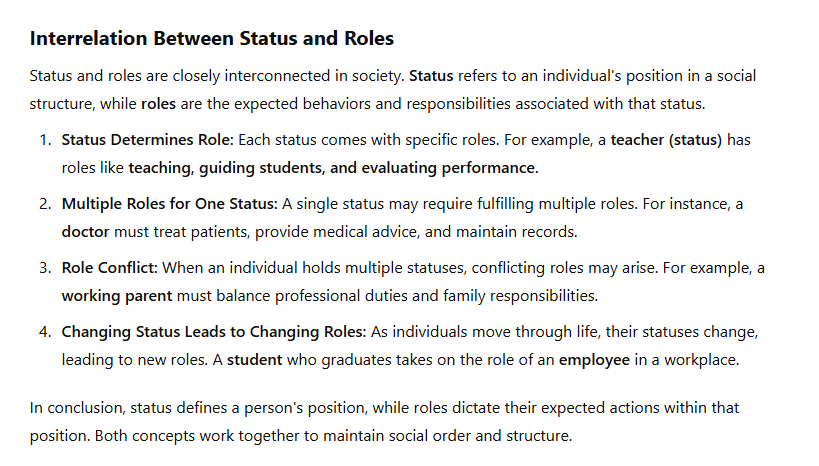 Interrelation Between Status and Roles
Status and roles are closely interconnected in society. Status refers to an individual's position in a social
structure, while roles are the expected behaviors and responsibilities associated with that status.
1. Status Determines Role: Each status comes with specific roles. For example, a teacher (status) has
roles like teaching, guiding students, and evaluating performance.
2. Multiple Roles for One Status: A single status may require fulfilling multiple roles. For instance, a
doctor must treat patients, provide medical advice, and maintain records.
3. Role Conflict: When an individual holds multiple statuses, conflicting roles may arise. For example, a
working parent must balance professional duties and family responsibilities.
4. Changing Status Leads to Changing Roles: As individuals move through life, their statuses change,
leading to new roles. A student who graduates takes on the role of an employee in a workplace.
In conclusion, status defines a person's position, while roles dictate their expected actions within that
position. Both concepts work together to maintain social order and structure.